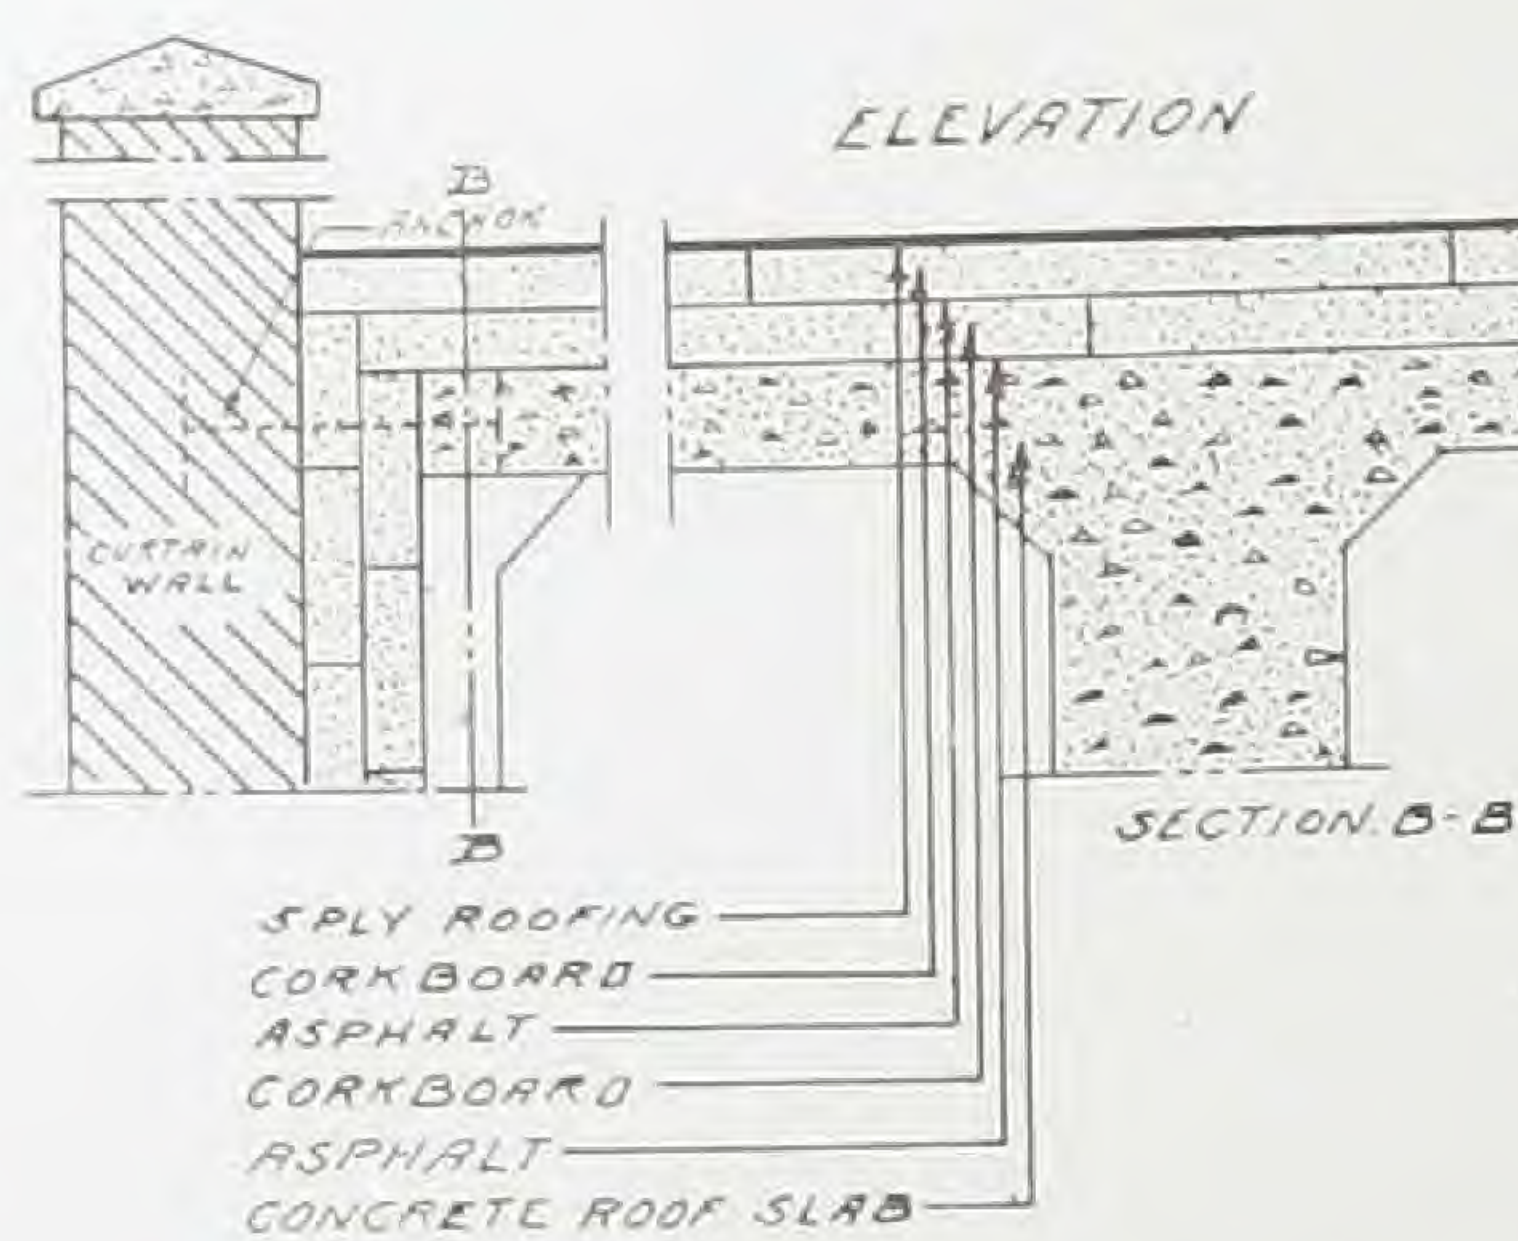 ELEVATION
B
ANCHOR
CURTAIN
WALL
SECTION. B-B
B
5 PLY ROOFING
CORKBOARD
ASPHALT
CORKBOARD
ASPHALT
CONCRETE ROOF SLAB